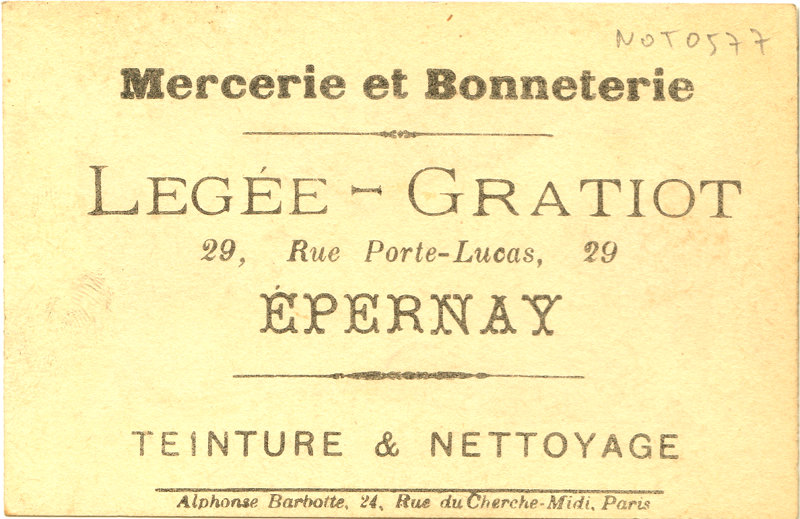 NOT0577
Mercerie et Bonneterie
LEGÉE - GRATIOT
29, Rue Porte-Lucas, 29
ÉPERNAY
TEINTURE & NETTOYAGE
Alphonse Barbotte, 24, Rue du Cherche-Midi, Paris